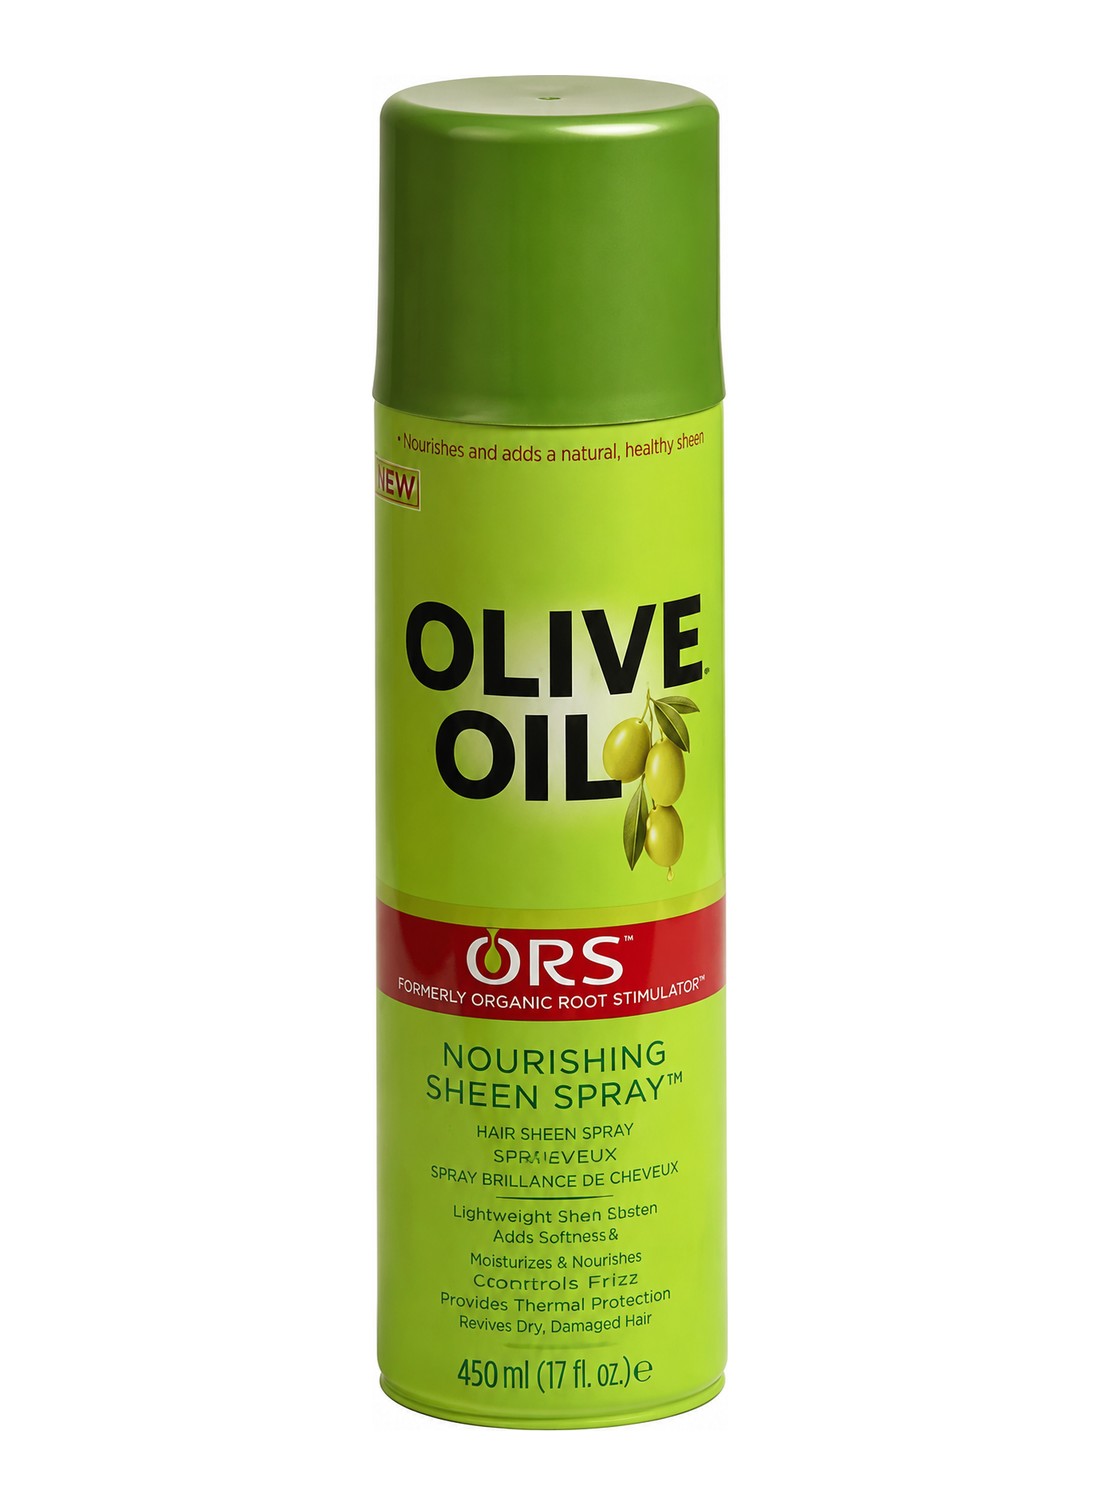 • Nourishes and adds a natural, healthy sheen
NEW
OLIVE
OIL
ORS™
FORMERLY ORGANIC ROOT STIMULATOR™
NOURISHING
SHEEN SPRAY™
HAIR SHEEN SPRAY
SPRAY BRILLANCE DE CHEVEUX
Lightweight Shen
Adds Softness &
Moisturizes & Nourishes
Ccontrols Frizz
Provides Thermal Protection
Revives Dry, Damaged Hair
450 ml (17 fl. oz.) e